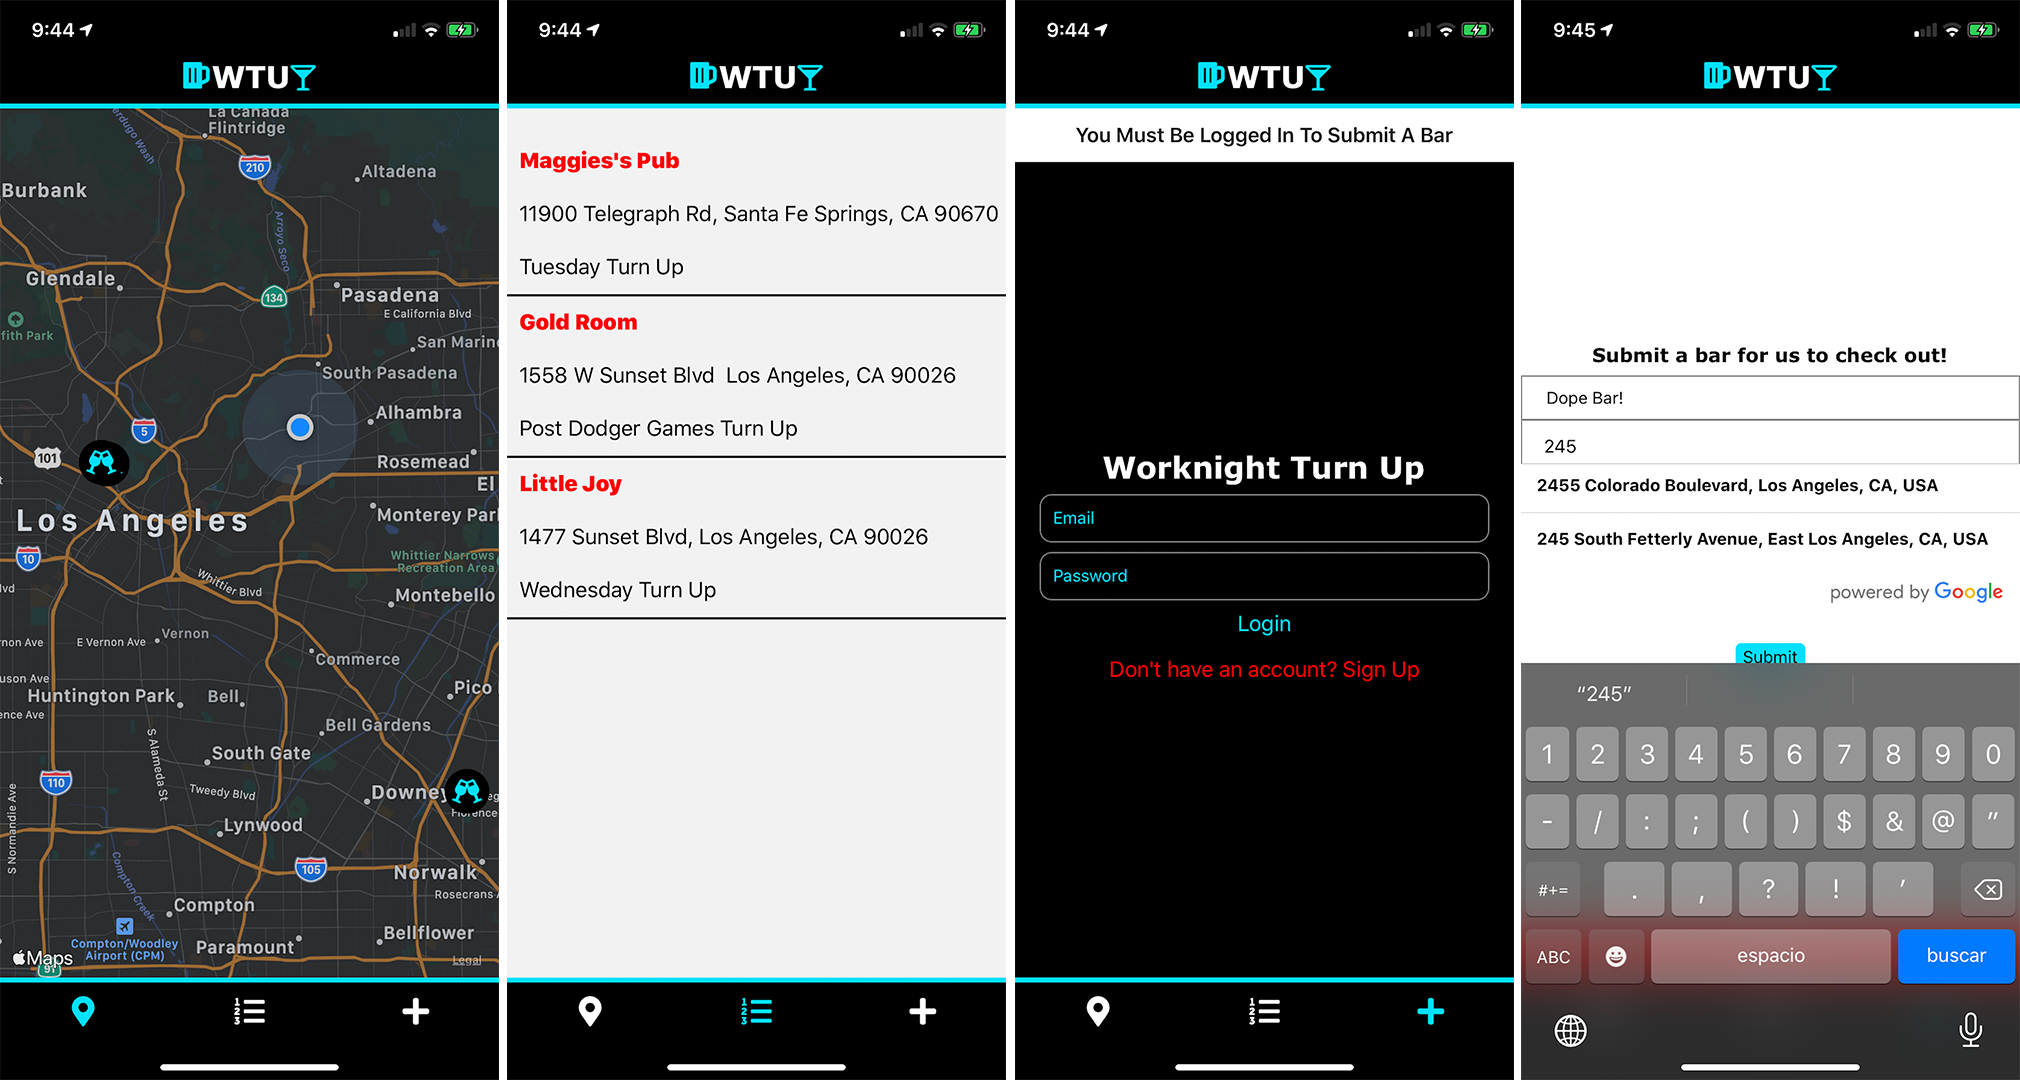 9:44
WTU
La Canada
Flintridge
erdugo Wash
210
Altadena
Burbank
Arroyo Seco
Glendale
134
Pasadena
E California Blvd
fith Park
San Marin
South Pasadena
Alhambra
5
101
Rosemead
El
Los Angeles
Monterey Par
10
Whittier Narrows
Recreation Area
Whittier Blvd
lvd
Montebello
non Ave
E Vernon Ave
Vernon
Commerce
uson Ave
Huntington Park
Bell
Pico
ence Ave
Bell Gardens
S Alameda St
South Gate
110
Tweedy Blvd
Downey
Florence
S Normandie Ave
Lynwood
105
Norwalk
Compton Creek
Rosecrans A
Compton
Compton/Woodley
Airport (CPM)
Paramount
Bellflower
Maps
Legal
91
9:44
WTU
Maggies's Pub
11900 Telegraph Rd, Santa Fe Springs, CA 90670
Tuesday Turn Up
Gold Room
1558 W Sunset Blvd  Los Angeles, CA 90026
Post Dodger Games Turn Up
Little Joy
1477 Sunset Blvd, Los Angeles, CA 90026
Wednesday Turn Up
9:44
WTU
You Must Be Logged In To Submit A Bar
Worknight Turn Up
Email
Password
Login
Don't have an account? Sign Up
9:45
WTU
Submit a bar for us to check out!
Dope Bar!
245
2455 Colorado Boulevard, Los Angeles, CA, USA
245 South Fetterly Avenue, East Los Angeles, CA, USA
powered by Google
Submit
“245”
1 2 3 4 5 6 7 8 9 0
- / : ; ( ) $ & @ "
#+= . , ? ! ' 
ABC espacio buscar